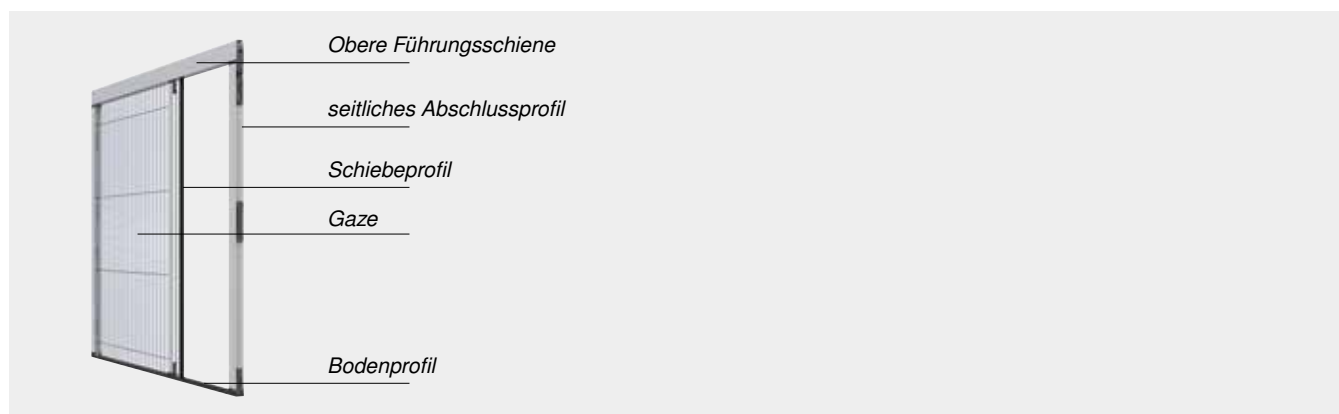 Obere Führungsschiene
seitliches Abschlussprofil
Schiebeprofil
Gaze
Bodenprofil